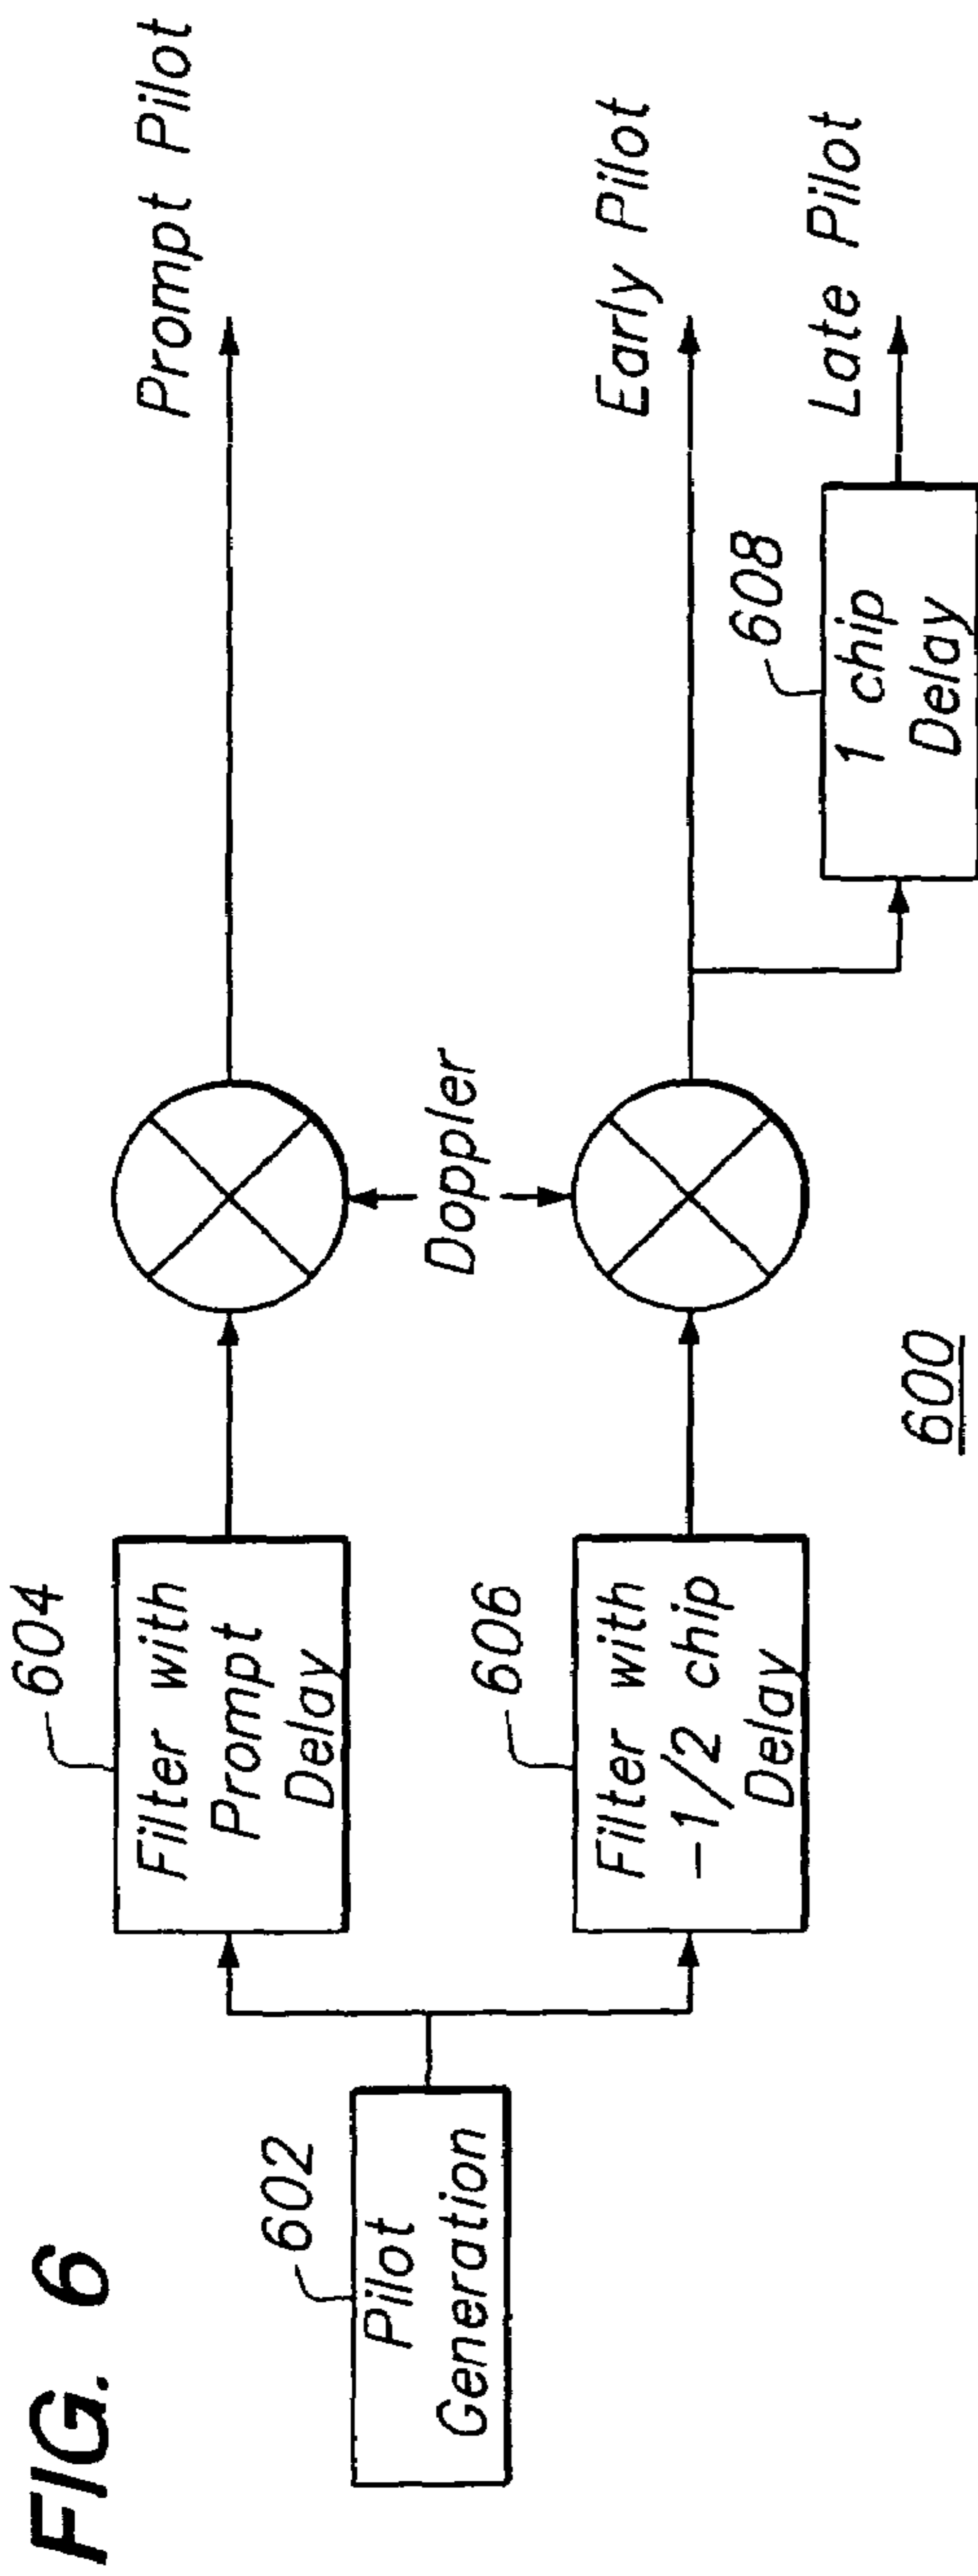 FIG. 6
602
Pilot
Generation
604
Filter with
Prompt
Delay
606
Filter with
-1/2 chip
Delay
Doppler
Prompt Pilot
Early Pilot
608
1 chip
Delay
Late Pilot
600